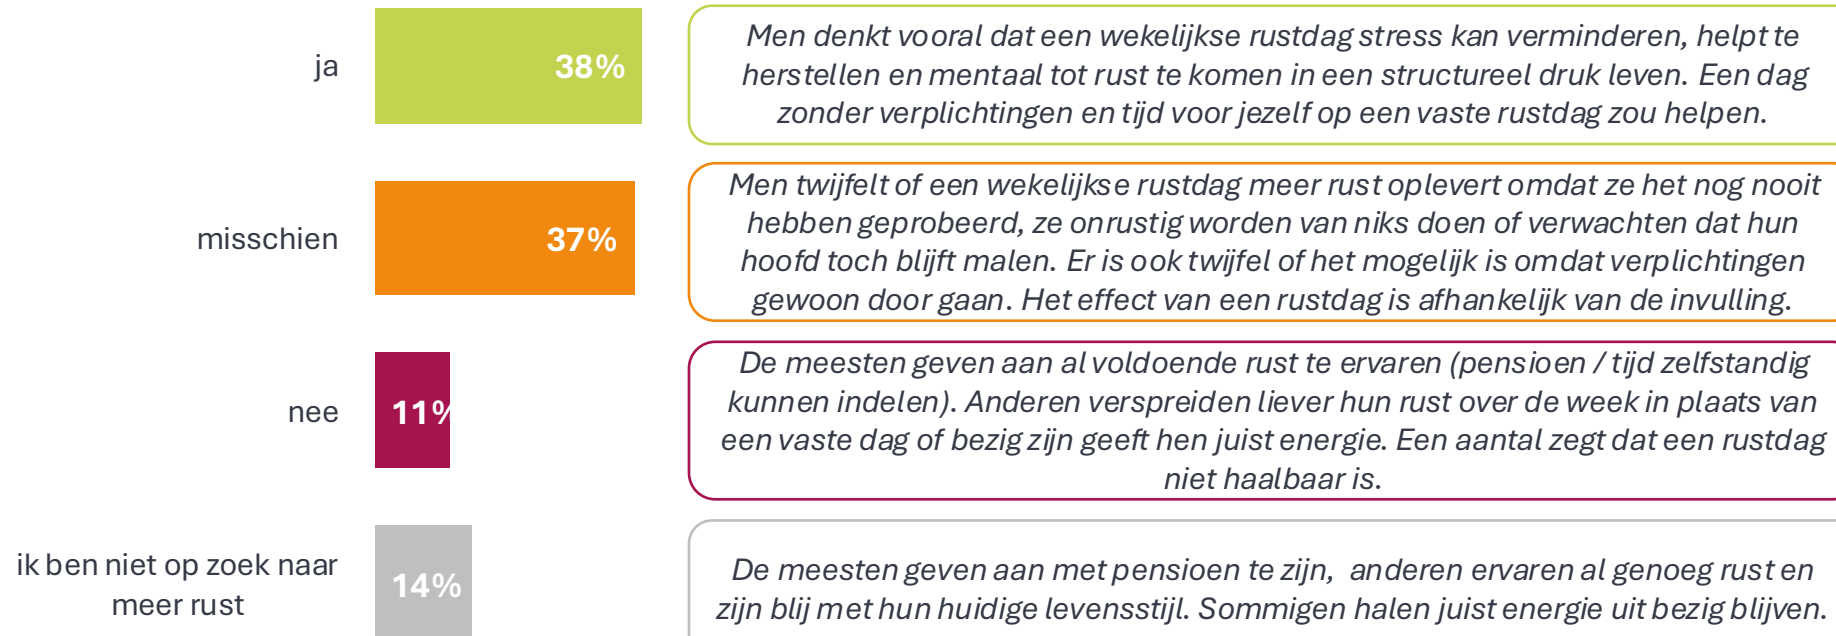 ja
38%
Men denkt vooral dat een wekelijkse rustdag stress kan verminderen, helpt te
herstellen en mentaal tot rust te komen in een structureel druk leven. Een dag
zonder verplichtingen en tijd voor jezelf op een vaste rustdag zou helpen.
misschien
37%
Men twijfelt of een wekelijkse rustdag meer rust oplevert omdat ze het nog nooit
hebben geprobeerd, ze onrustig worden van niks doen of verwachten dat hun
hoofd toch blijft malen. Er is ook twijfel of het mogelijk is omdat verplichtingen
gewoon door gaan. Het effect van een rustdag is afhankelijk van de invulling.
nee
11%
De meesten geven aan al voldoende rust te ervaren (pensioen / tijd zelfstandig
kunnen indelen). Anderen verspreiden liever hun rust over de week in plaats van
een vaste dag of bezig zijn geeft hen juist energie. Een aantal zegt dat een rustdag
niet haalbaar is.
ik ben niet op zoek naar
meer rust
14%
De meesten geven aan met pensioen te zijn, anderen ervaren al genoeg rust en
zijn blij met hun huidige levensstijl. Sommigen halen juist energie uit bezig blijven.